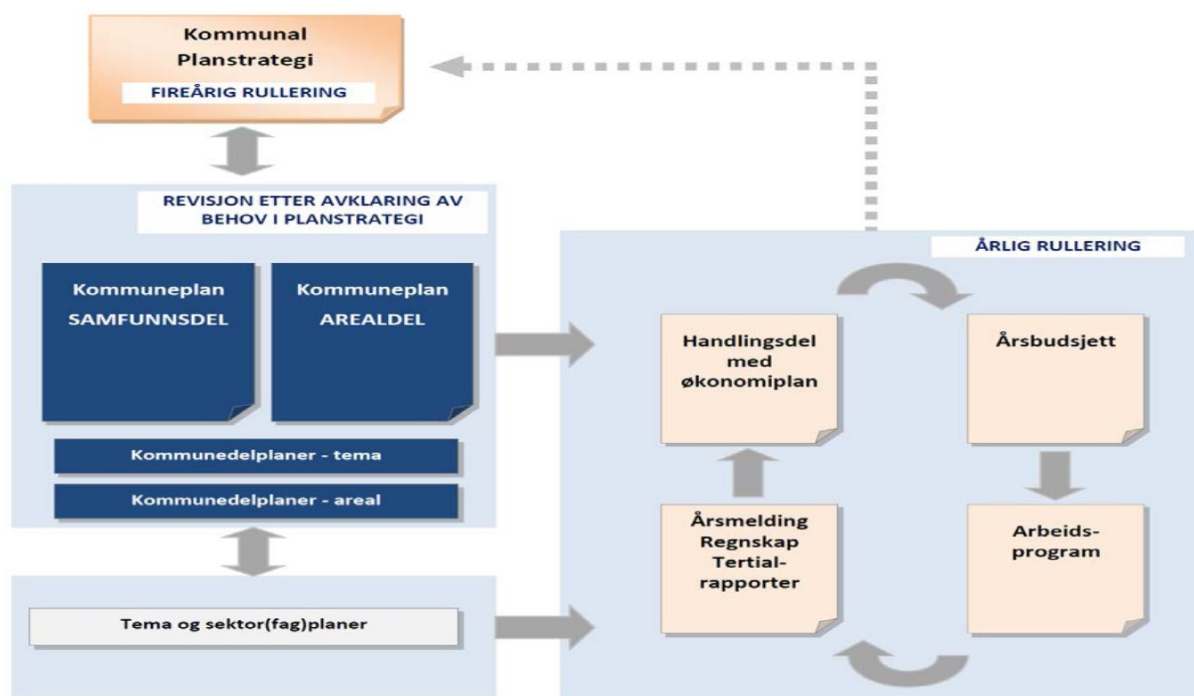 Kommunal
Planstrategi
FIREÅRIG RULLERING
REVISJON ETTER AVKLARING AV
BEHOV I PLANSTRATEGI
Kommuneplan
SAMFUNNSDEL
Kommuneplan
AREALDEL
Kommunedelplaner - tema
Kommunedelplaner - areal
Tema og sektor(fag)planer
ÅRLIG RULLERING
Handlingsdel
med
økonomiplan
Årsbudsjett
Årsmelding
Regnskap
Tertial-
rapporter
Arbeids-
program